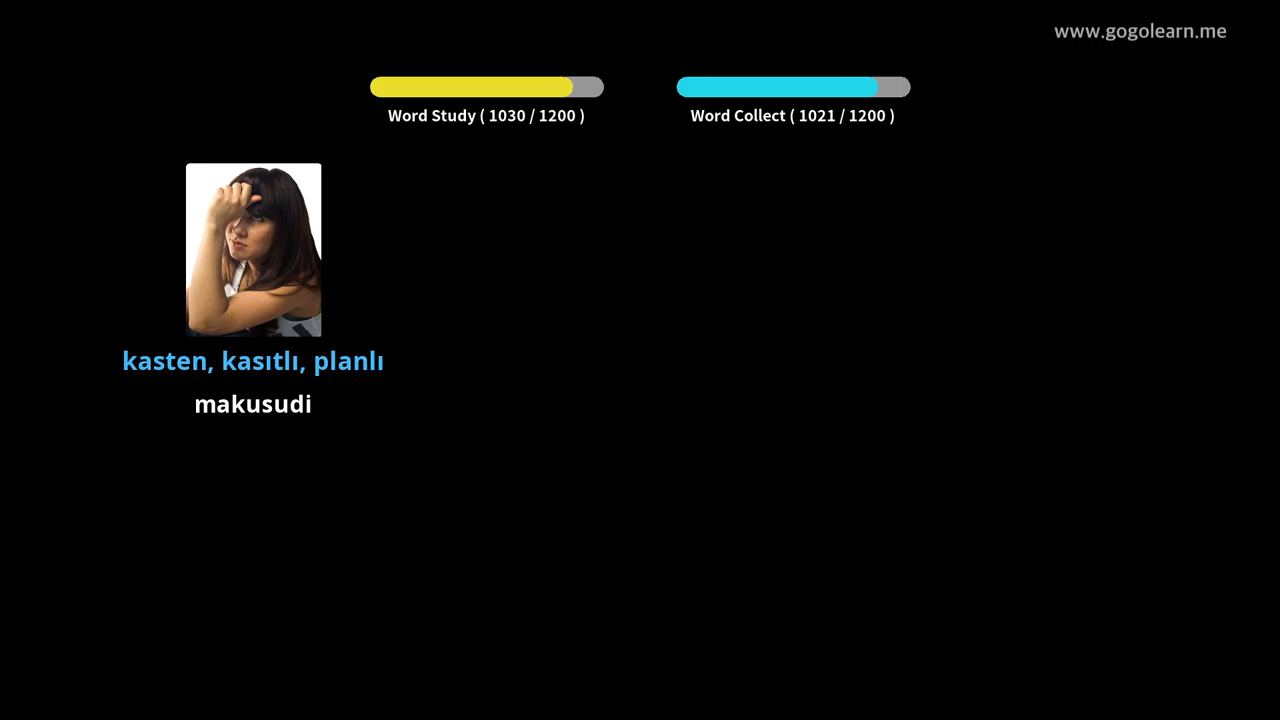 www.gogolearn.me
Word Study ( 1030 / 1200 )
Word Collect ( 1021 / 1200 )
kasten, kasıtlı, planlı
makusudi